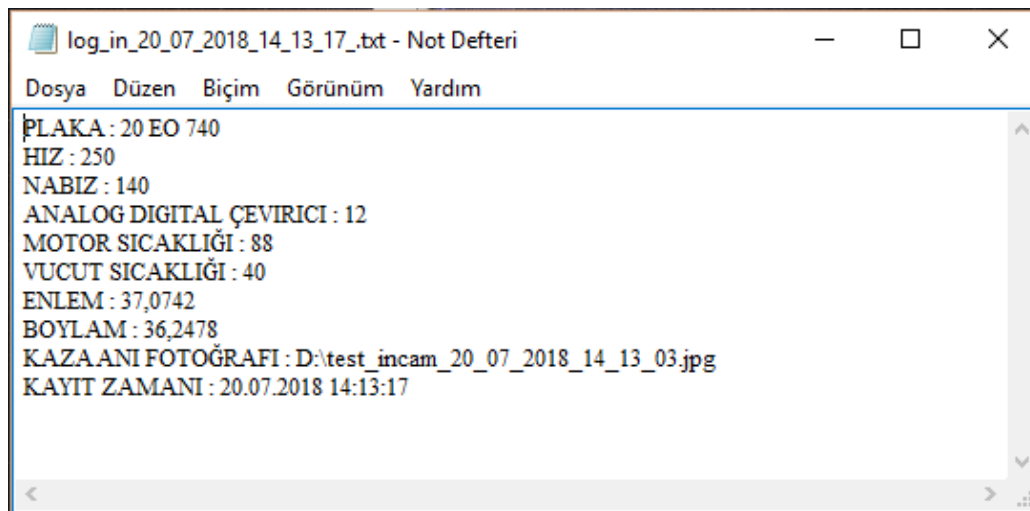 log_in_20_07_2018_14_13_17_.txt - Not Defteri
Dosya Düzen Biçim Görünüm Yardım
PLAKA : 20 EO 740
HIZ : 250
NABIZ : 140
ANALOG DIGITAL ÇEVIRICI : 12
MOTOR SICAKLIĞI : 88
VUCUT SICAKLIĞI : 40
ENLEM : 37,0742
BOYLAM : 36,2478
KAZA ANI FOTOĞRAFI : D:\test_incam_20_07_2018_14_13_03.jpg
KAYIT ZAMANI : 20.07.2018 14:13:17